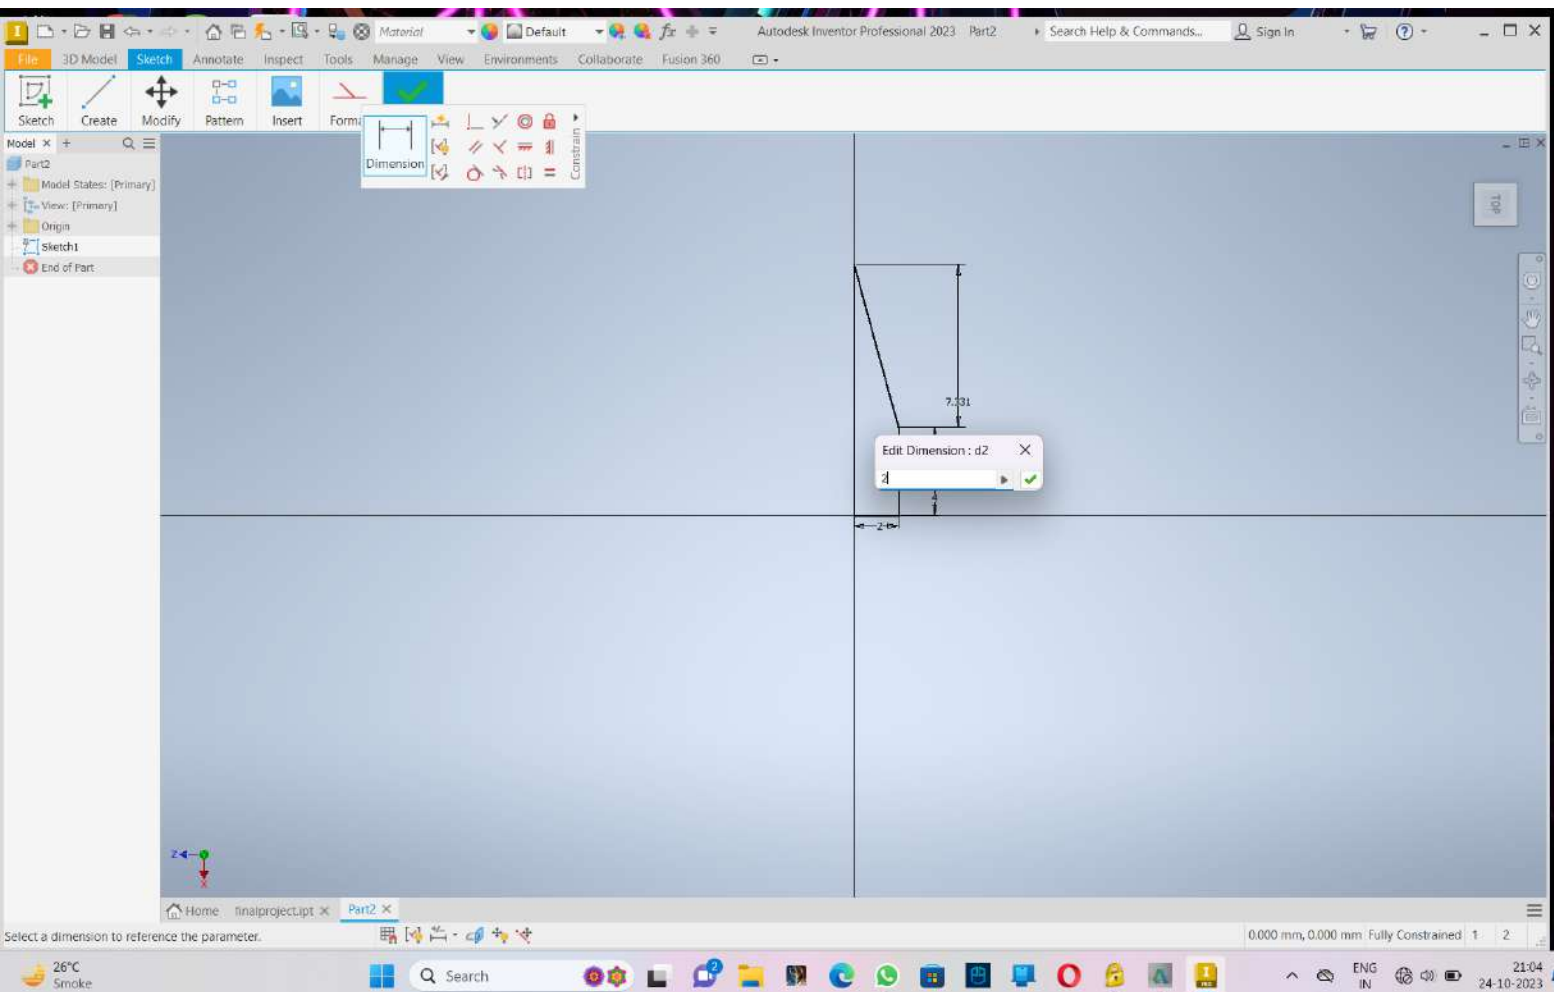 Material
Default
Autodesk Inventor Professional 2023 Part2
Search Help & Commands...
Sign In
File 3D Model Sketch Annotate Inspect Tools Manage View Environments Collaborate Fusion 360
Sketch Create Modify Pattern Insert Forma
Dimension
Constrain
Model × +
Part2
Model States: [Primary]
View: [Primary]
Origin
Sketch1
End of Part
TOP
7.331
Edit Dimension : d2
2
4
2
Z
X
Home finalproject.ipt × Part2 ×
Select a dimension to reference the parameter.
0.000 mm, 0.000 mm Fully Constrained 1 2
26°C
Smoke
Search
2
ENG
IN
21:04
24-10-2023